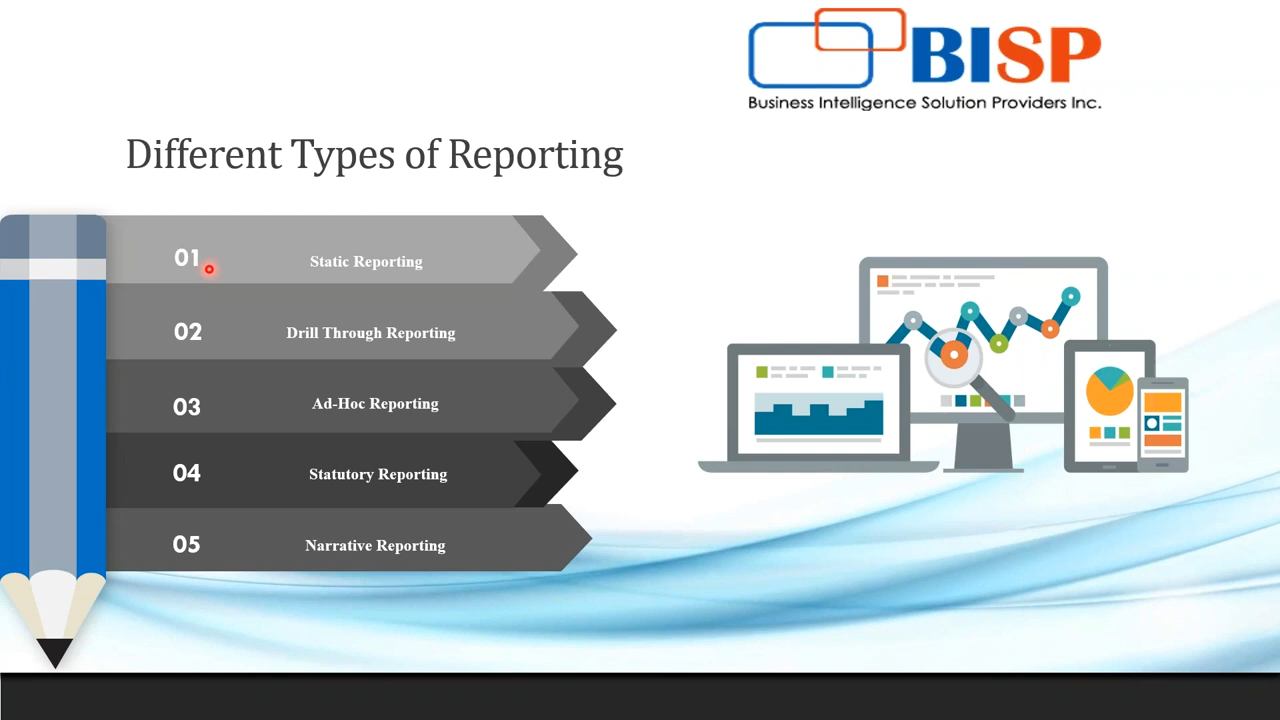 BISP
Business Intelligence Solution Providers Inc.
Different Types of Reporting
01 Static Reporting
02 Drill Through Reporting
03 Ad-Hoc Reporting
04 Statutory Reporting
05 Narrative Reporting